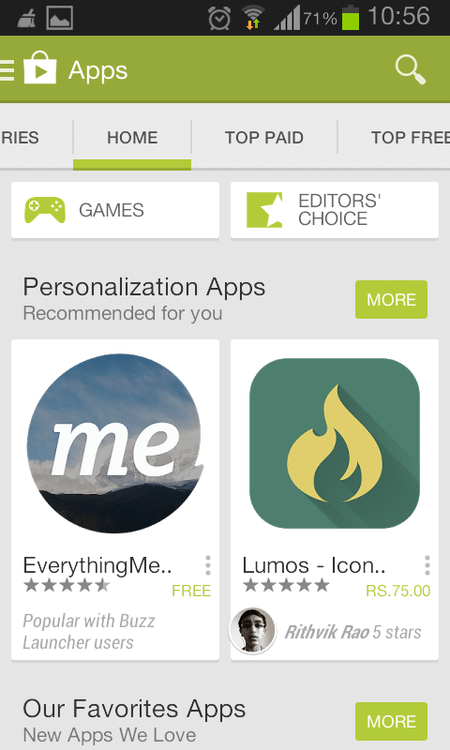 71% 10:56
Apps
RIES HOME TOP PAID TOP FREE
GAMES
EDITORS'
CHOICE
Personalization Apps
Recommended for you
MORE
me.
EverythingMe..
FREE
Popular with Buzz
Launcher users
Lumos - Icon..
RS.75.00
Rithvik Rao 5 stars
Our Favorites Apps
New Apps We Love
MORE